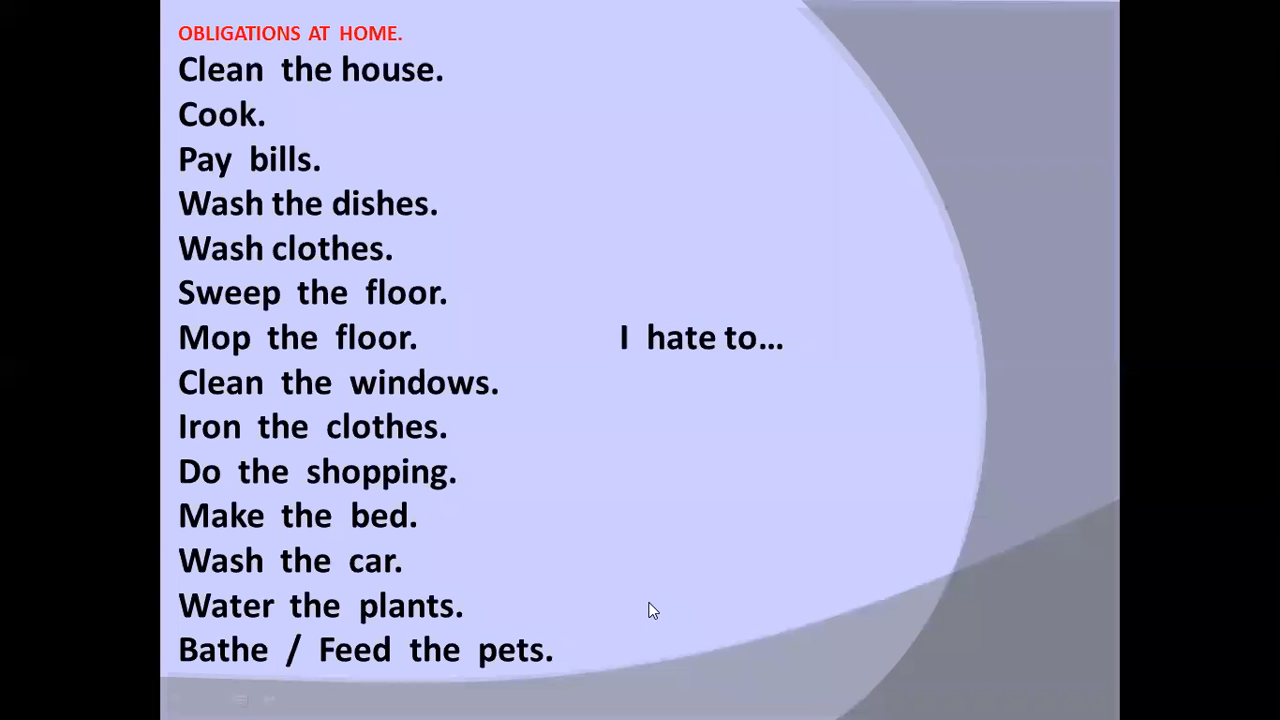 OBLIGATIONS AT HOME.
Clean the house.
Cook.
Pay bills.
Wash the dishes.
Wash clothes.
Sweep the floor.
Mop the floor. I hate to...
Clean the windows.
Iron the clothes.
Do the shopping.
Make the bed.
Wash the car.
Water the plants.
Bathe / Feed the pets.